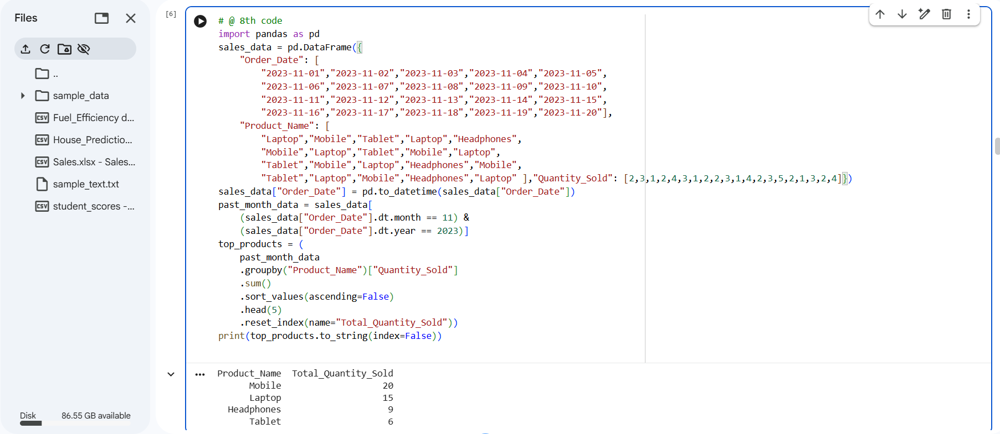 Files
..
sample_data
Fuel_Efficiency d...
House_Predictio...
Sales.xlsx - Sales...
sample_text.txt
student_scores -...
Disk 86.55 GB available
[6]
# @ 8th code
import pandas as pd
sales_data = pd.DataFrame({
    "Order_Date": [
        "2023-11-01","2023-11-02","2023-11-03","2023-11-04","2023-11-05",
        "2023-11-06","2023-11-07","2023-11-08","2023-11-09","2023-11-10",
        "2023-11-11","2023-11-12","2023-11-13","2023-11-14","2023-11-15",
        "2023-11-16","2023-11-17","2023-11-18","2023-11-19","2023-11-20"],
    "Product_Name": [
        "Laptop","Mobile","Tablet","Laptop","Headphones",
        "Mobile","Laptop","Tablet","Mobile","Laptop",
        "Tablet","Mobile","Laptop","Headphones","Mobile",
        "Tablet","Laptop","Mobile","Headphones","Laptop" ],"Quantity_Sold": [2,3,1,2,4,3,1,2,2,3,1,4,2,3,5,2,1,3,2,4]})
sales_data["Order_Date"] = pd.to_datetime(sales_data["Order_Date"])
past_month_data = sales_data[
    (sales_data["Order_Date"].dt.month == 11) &
    (sales_data["Order_Date"].dt.year == 2023)]
top_products = (
    past_month_data
    .groupby("Product_Name")["Quantity_Sold"]
    .sum()
    .sort_values(ascending=False)
    .head(5)
    .reset_index(name="Total_Quantity_Sold"))
print(top_products.to_string(index=False))
Product_Name  Total_Quantity_Sold
Mobile 20
Laptop 15
Headphones 9
Tablet 6